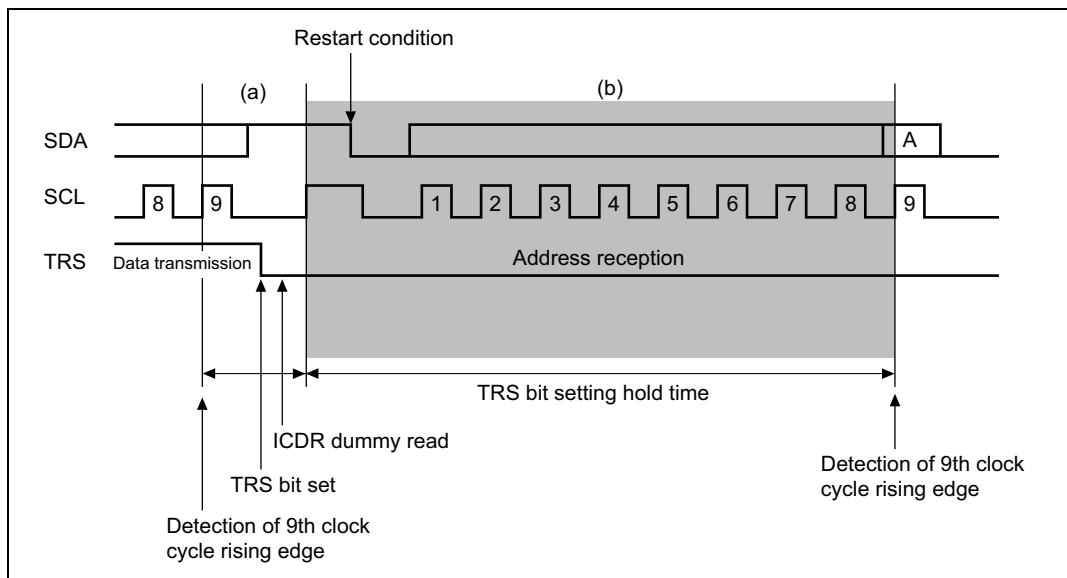 Restart condition
(a)
(b)
SDA
A
SCL
8
9
1
2
3
4
5
6
7
8
9
TRS
Data transmission
Address reception
TRS bit setting hold time
ICDR dummy read
TRS bit set
Detection of 9th clock
cycle rising edge
Detection of 9th clock
cycle rising edge